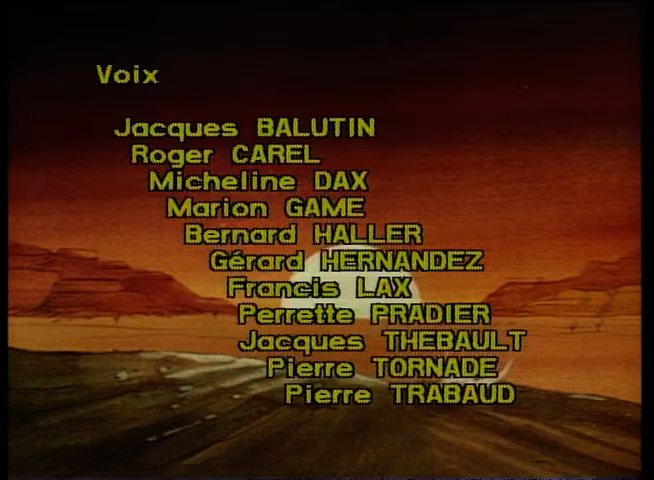 Voix
Jacques BALUTIN
Roger CAREL
Micheline DAX
Marion GAME
Bernard HALLER
Gérard HERNANDEZ
Francis LAX
Perrette PRADIER
Jacques THEBAULT
Pierre TORNADE
Pierre TRABAUD